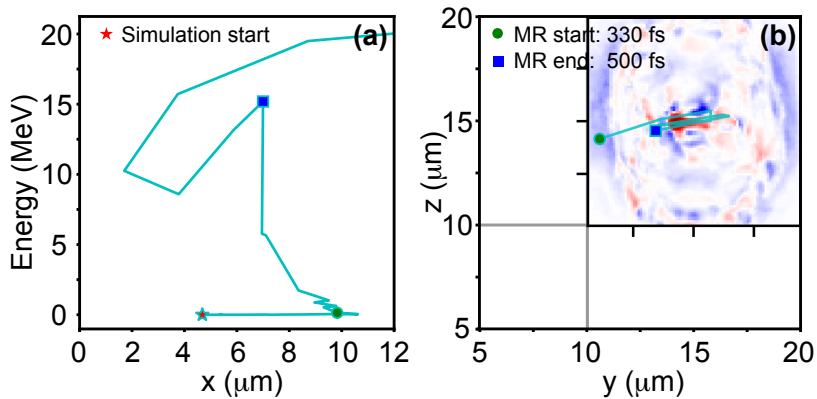 Simulation start
(a)
20
15
10
5
0
Energy (MeV)
0 2 4 6 8 10 12
x (μm)
MR start: 330 fs
(b)
MR end: 500 fs
20
15
10
5
z (μm)
5 10 15 20
y (μm)